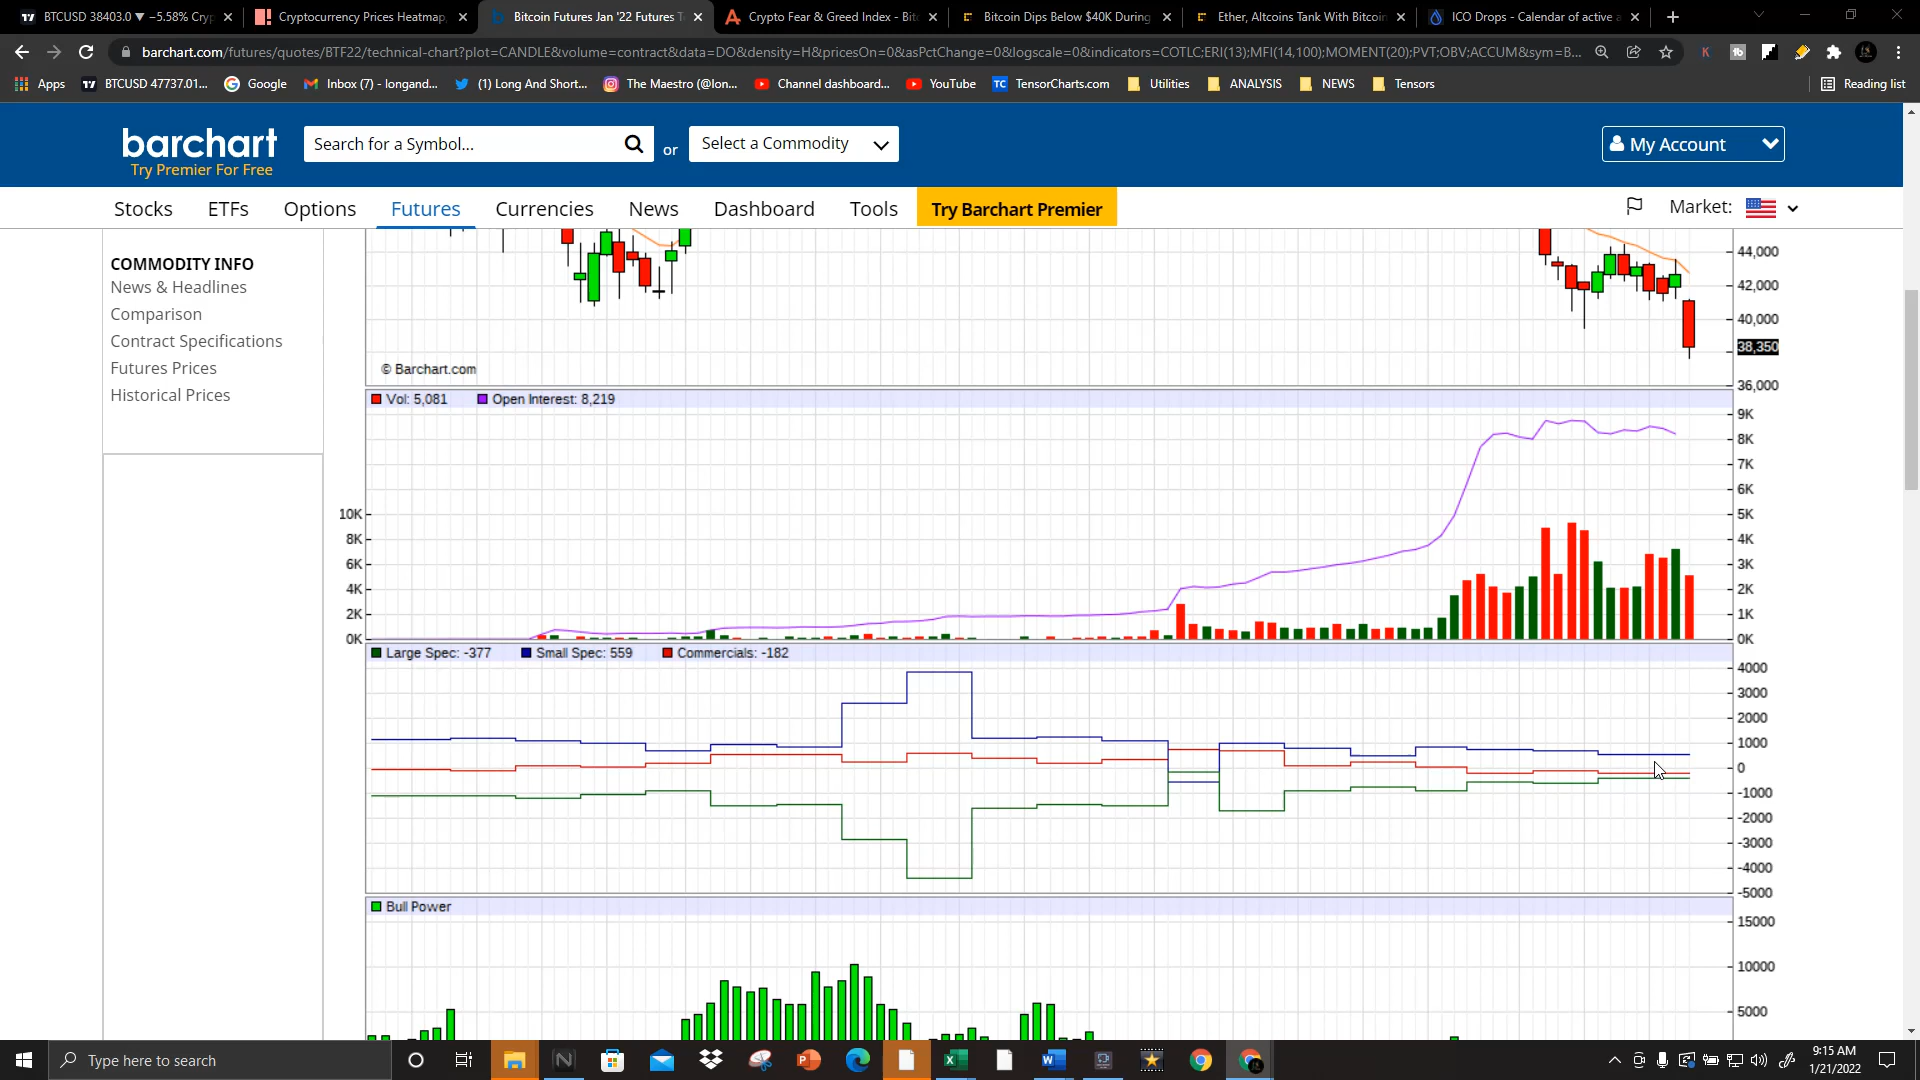 BTCUSD 38403.0 ▼ −5.58% Cryp
Cryptocurrency Prices Heatmap,
Bitcoin Futures Jan '22 Futures T
Crypto Fear & Greed Index - Bit
Bitcoin Dips Below $40K During
Ether, Altcoins Tank With Bitcoin
ICO Drops - Calendar of active a
barchart.com/futures/quotes/BTF22/technical-chart?plot=CANDLE&volume=contract&data=DO&density=H&pricesOn=0&asPctChange=0&logscale=0&indicators=COTLC;ERI(13);MFI(14,100);MOMENT(20);PVT;OBV;ACCUM&sym=B...
Apps
BTCUSD 47737.01...
Google
Inbox (7) - longand...
(1) Long And Short...
The Maestro (@lon...
Channel dashboard...
YouTube
TC TensorCharts.com
Utilities
ANALYSIS
NEWS
Tensors
Reading list
barchart
Try Premier For Free
Search for a Symbol...
or
Select a Commodity
My Account
Stocks
ETFs
Options
Futures
Currencies
News
Dashboard
Tools
Try Barchart Premier
Market:
COMMODITY INFO
News & Headlines
Comparison
Contract Specifications
Futures Prices
Historical Prices
44,000
42,000
40,000
38,350
36,000
© Barchart.com
Vol: 5,081
Open Interest: 8,219
9K
8K
7K
6K
5K
4K
3K
2K
1K
0K
10K
8K
6K
4K
2K
0K
Large Spec: -377
Small Spec: 559
Commercials: -182
4000
3000
2000
1000
0
-1000
-2000
-3000
-4000
-5000
Bull Power
15000
10000
5000
Type here to search
9:15 AM
1/21/2022